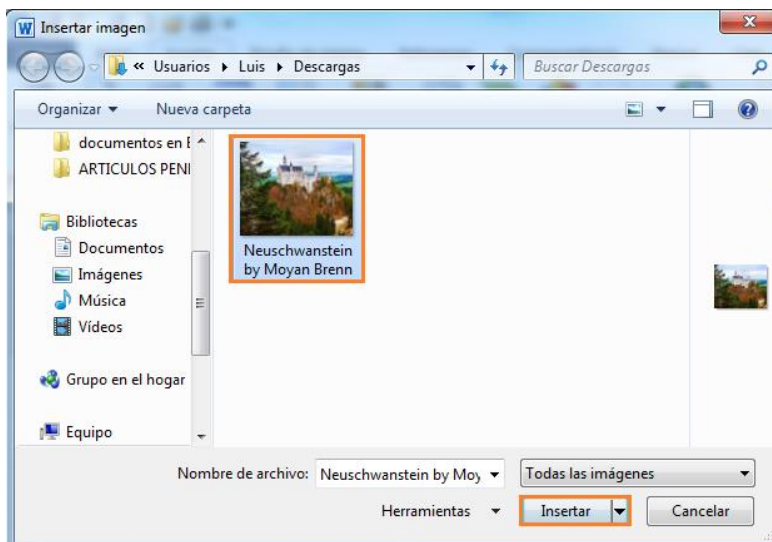 Insertar imagen
« Usuarios Luis Descargas
Buscar Descargas
Organizar
Nueva carpeta
documentos en
ARTICULOS PEN
Bibliotecas
Documentos
Imágenes
Música
Vídeos
Grupo en el hogar
Equipo
Neuschwanstein
by Moyan Brenn
Nombre de archivo:
Neuschwanstein by Moy
Todas las imágenes
Herramientas
Insertar
Cancelar